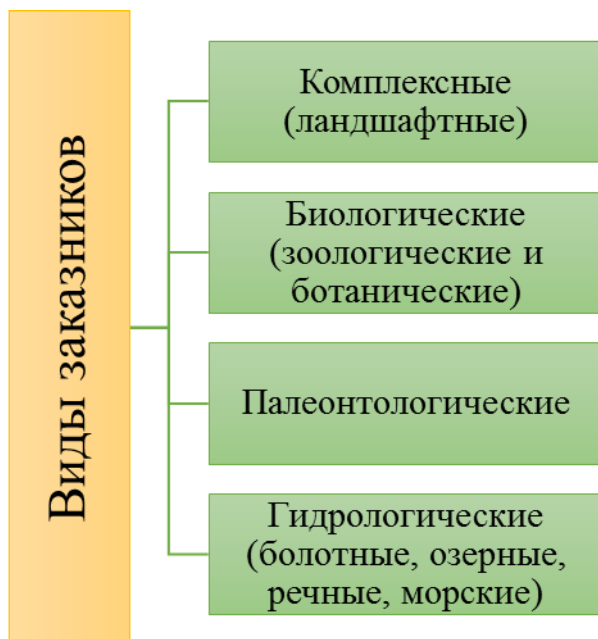 Виды заказников
Комплексные
(ландшафтные)
Биологические
(зоологические и
ботанические)
Палеонтологические
Гидрологические
(болотные, озерные,
речные, морские)